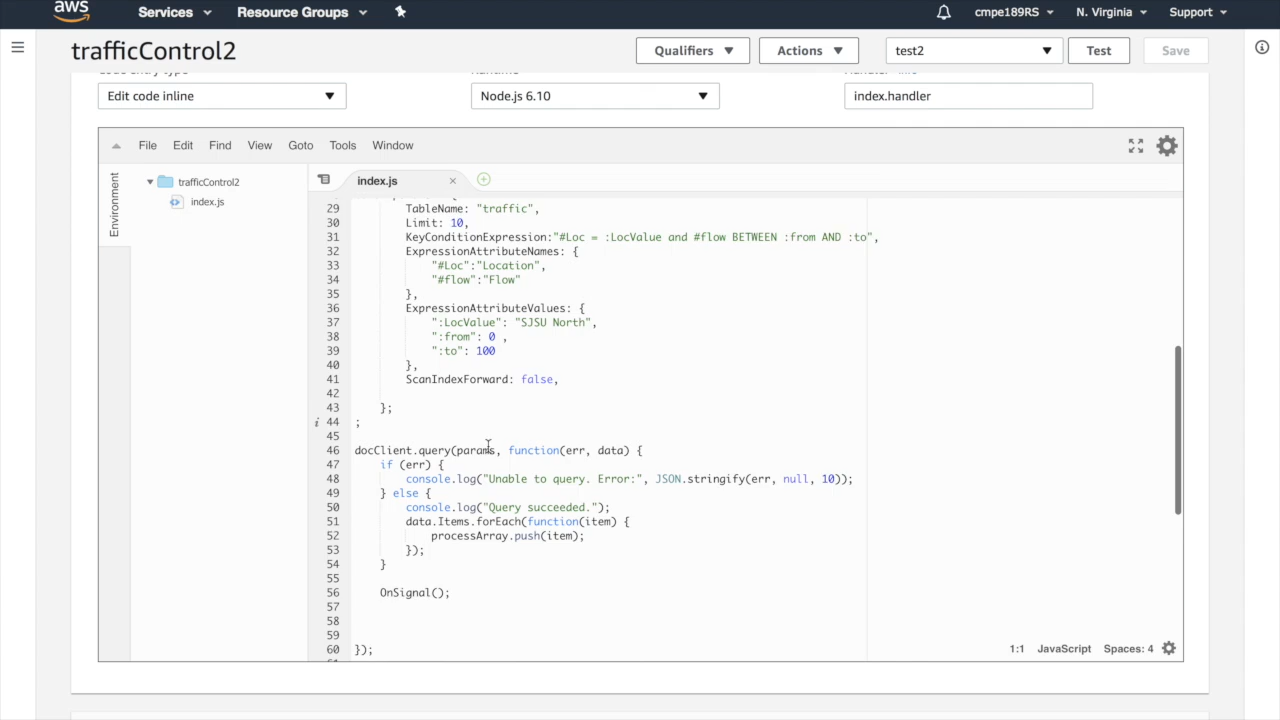 aws
Services
Resource Groups
cmpe189RS
N. Virginia
Support
trafficControl2
Qualifiers
Actions
test2
Test
Save
Edit code inline
Node.js 6.10
index.handler
File
Edit
Find
View
Goto
Tools
Window
Environment
trafficControl2
index.js
index.js
29 TableName: "traffic",
30 Limit: 10,
31 KeyConditionExpression:"#Loc = :LocValue and #flow BETWEEN :from AND :to",
32 ExpressionAttributeNames: {
33 "#Loc":"Location",
34 "#flow":"Flow"
35 },
36 ExpressionAttributeValues: {
37 ":LocValue": "SJSU North",
38 ":from": 0 ,
39 ":to": 100
40 },
41 ScanIndexForward: false,
42
43 };
44 ;
45
46 docClient.query(params, function(err, data) {
47 if (err) {
48 console.log("Unable to query. Error:", JSON.stringify(err, null, 10));
49 } else {
50 console.log("Query succeeded.");
51 data.Items.forEach(function(item) {
52 processArray.push(item);
53 });
54 }
55
56 OnSignal();
57
58
59
60 });
1:1 JavaScript Spaces: 4